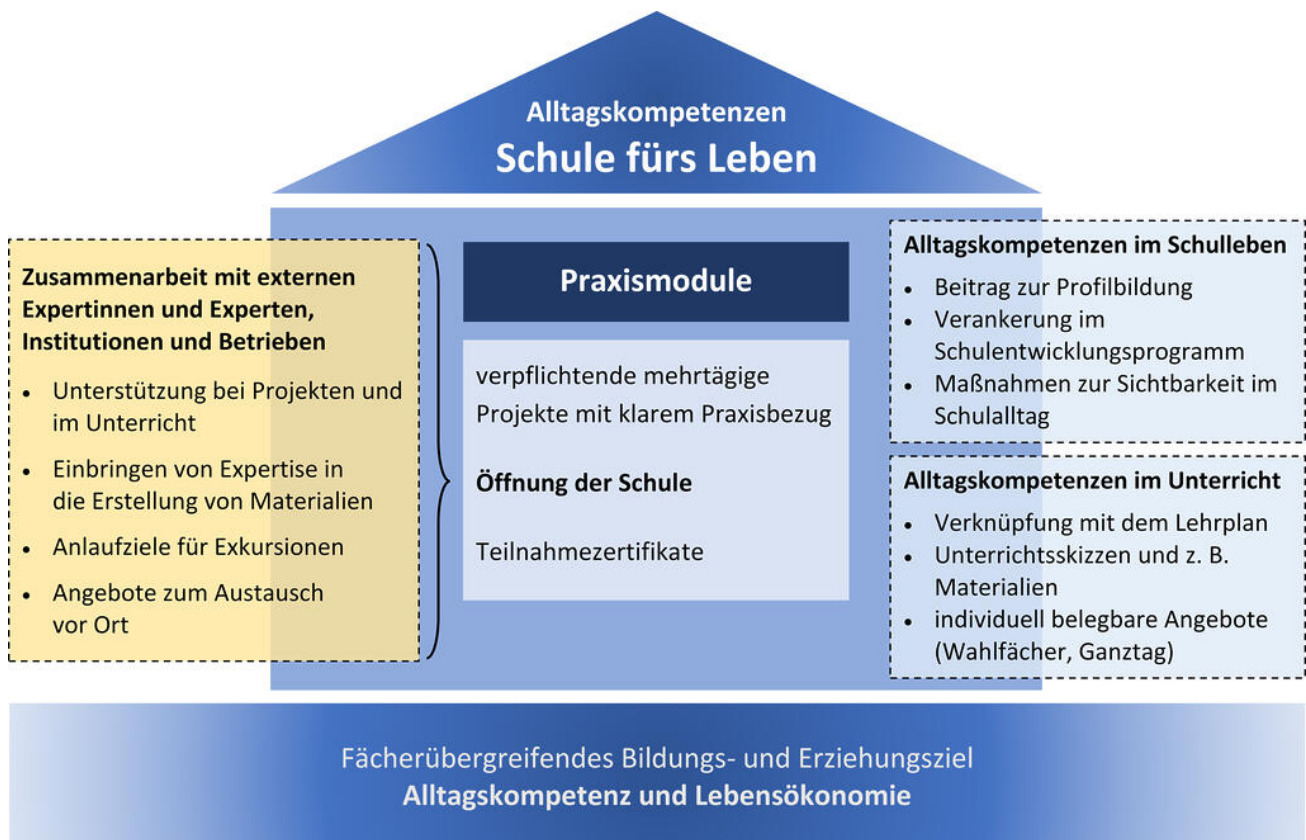 Alltagskompetenzen
Schule fürs Leben
Zusammenarbeit mit externen
Expertinnen und Experten,
Institutionen und Betrieben
• Unterstützung bei Projekten und
im Unterricht
• Einbringen von Expertise in
die Erstellung von Materialien
• Anlaufziele für Exkursionen
• Angebote zum Austausch
vor Ort
Praxismodule
verpflichtende mehrtägige
Projekte mit klarem Praxisbezug
Öffnung der Schule
Teilnahmezertifikate
Alltagskompetenzen im Schulleben
• Beitrag zur Profilbildung
• Verankerung im
Schulentwicklungsprogramm
• Maßnahmen zur Sichtbarkeit im
Schulalltag
Alltagskompetenzen im Unterricht
• Verknüpfung mit dem Lehrplan
• Unterrichtsskizzen und z. B.
Materialien
• individuell belegbare Angebote
(Wahlfächer, Ganztag)
Fächerübergreifendes Bildungs- und Erziehungsziel
Alltagskompetenz und Lebensökonomie